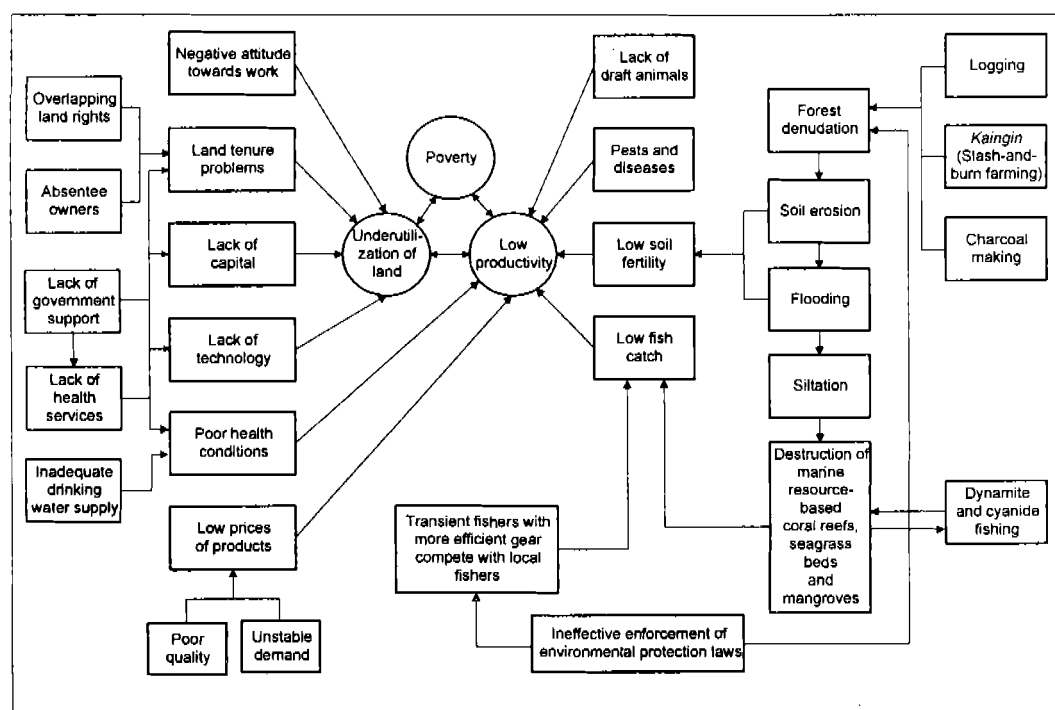 Negative attitude
towards work
Overlapping
land rights
Absentee
owners
Land tenure
problems
Lack of
capital
Lack of
government
support
Lack of
technology
Lack of
health
services
Poor health
conditions
Inadequate
drinking
water supply
Low prices
of products
Poor
quality
Unstable
demand
Poverty
Underutili-
zation of
land
Low
productivity
Lack of
draft animals
Pests and
diseases
Low soil
fertility
Low fish
catch
Transient fishers with
more efficient gear
compete with local
fishers
Ineffective enforcement of
environmental protection laws
Forest
denudation
Soil erosion
Flooding
Siltation
Destruction of
marine
resource-
based
coral reefs,
seagrass
beds
and
mangroves
Logging
Kaingin
(Slash-and-
burn farming)
Charcoal
making
Dynamite
and cyanide
fishing